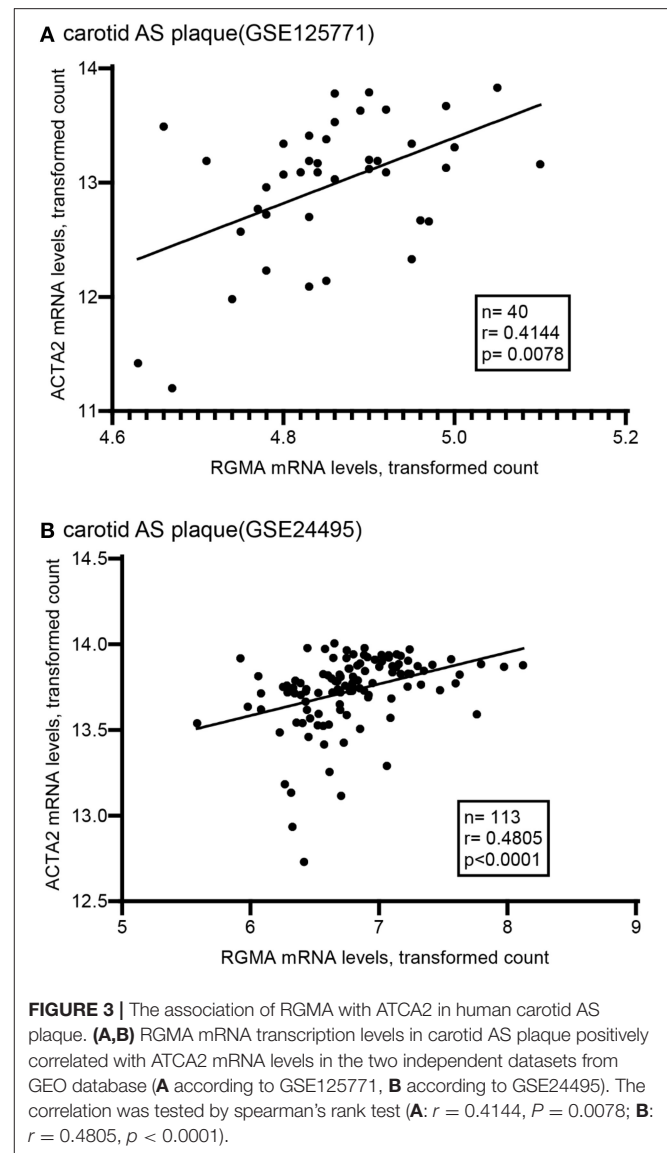 A carotid AS plaque(GSE125771)
ACTA2 mRNA levels, transformed count
14
13
12
11
n= 40
r= 0.4144
p= 0.0078
4.6 4.8 5.0 5.2
RGMA mRNA levels, transformed count
B carotid AS plaque(GSE24495)
ACTA2 mRNA levels, transformed count
14.5
14.0
13.5
13.0
12.5
n= 113
r= 0.4805
p<0.0001
5 6 7 8 9
RGMA mRNA levels, transformed count
FIGURE 3 | The association of RGMA with ATCA2 in human carotid AS
plaque. (A,B) RGMA mRNA transcription levels in carotid AS plaque positively
correlated with ATCA2 mRNA levels in the two independent datasets from
GEO database (A according to GSE125771, B according to GSE24495). The
correlation was tested by spearman's rank test (A: r = 0.4144, P = 0.0078; B:
r = 0.4805, p < 0.0001).